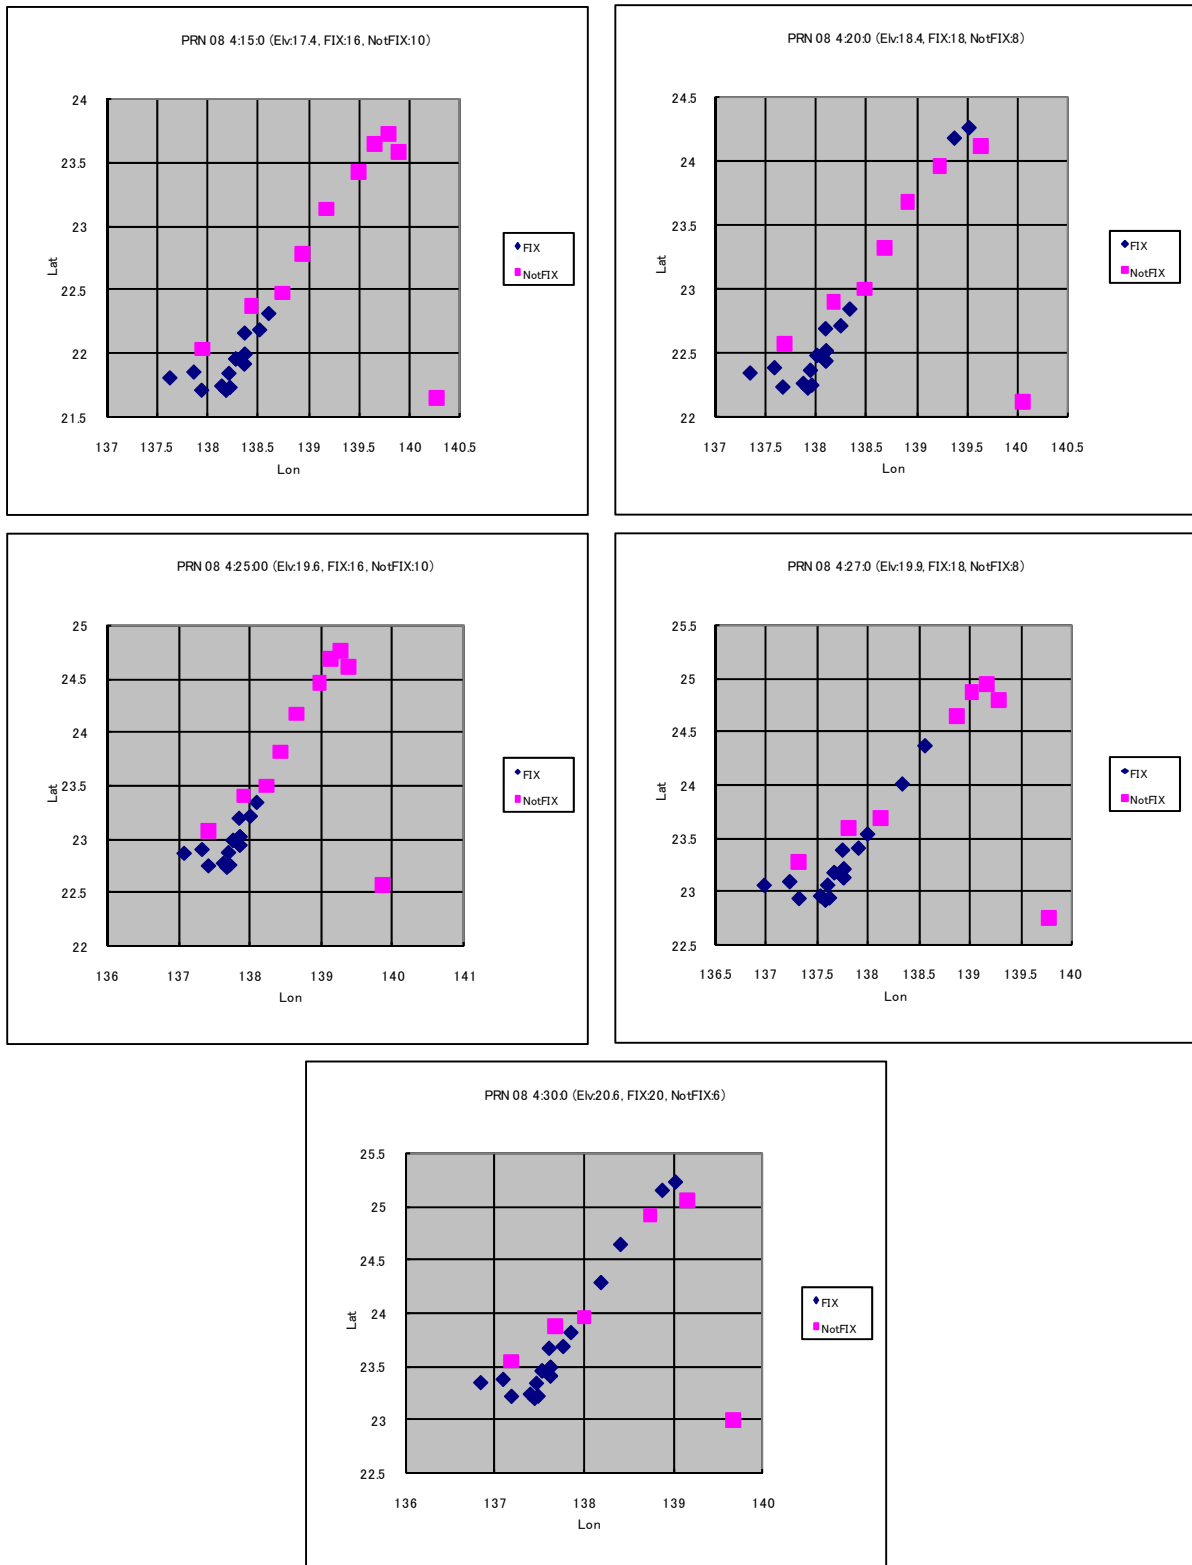 PRN 08 4:15:0 (Elv:17.4, FIX:16, NotFIX:10)
24
23.5
23
22.5
22
21.5
Lat
137 137.5 138 138.5 139 139.5 140 140.5
Lon
FIX
NotFIX
PRN 08 4:20:0 (Elv:18.4, FIX:18, NotFIX:8)
24.5
24
23.5
23
22.5
22
Lat
137 137.5 138 138.5 139 139.5 140 140.5
Lon
FIX
NotFIX
PRN 08 4:25:00 (Elv:19.6, FIX:16, NotFIX:10)
25
24.5
24
23.5
23
22.5
22
Lat
136 137 138 139 140 141
Lon
FIX
NotFIX
PRN 08 4:27:0 (Elv:19.9, FIX:18, NotFIX:8)
25.5
25
24.5
24
23.5
23
22.5
Lat
136.5 137 137.5 138 138.5 139 139.5 140
Lon
FIX
NotFIX
PRN 08 4:30:0 (Elv:20.6, FIX:20, NotFIX:6)
25.5
25
24.5
24
23.5
23
22.5
Lat
136 137 138 139 140
Lon
FIX
NotFIX